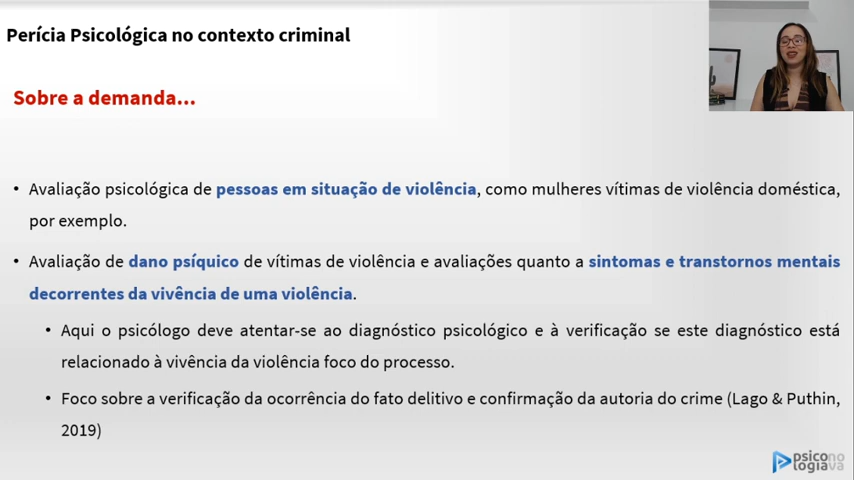 Perícia Psicológica no contexto criminal
Sobre a demanda...
• Avaliação psicológica de pessoas em situação de violência, como mulheres vítimas de violência doméstica,
por exemplo.
• Avaliação de dano psíquico de vítimas de violência e avaliações quanto a sintomas e transtornos mentais
decorrentes da vivência de uma violência.
• Aqui o psicólogo deve atentar-se ao diagnóstico psicológico e à verificação se este diagnóstico está
relacionado à vivência da violência foco do processo.
• Foco sobre a verificação da ocorrência do fato delitivo e confirmação da autoria do crime (Lago & Puthin,
2019)
psicono
logiava